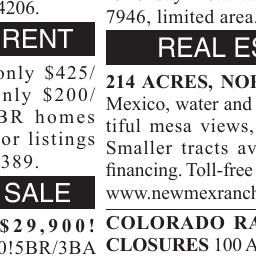 4206.
RENT
only $425/
nly $200/
BR homes
or listings
389.
SALE
$29,900!
0!5BR/3BA
7946, limited area.
REAL ES
214 ACRES, NOR
Mexico, water and
tiful mesa views,
Smaller tracts av
financing. Toll-free
www.newmexranch
COLORADO RA
CLOSURES 100 A